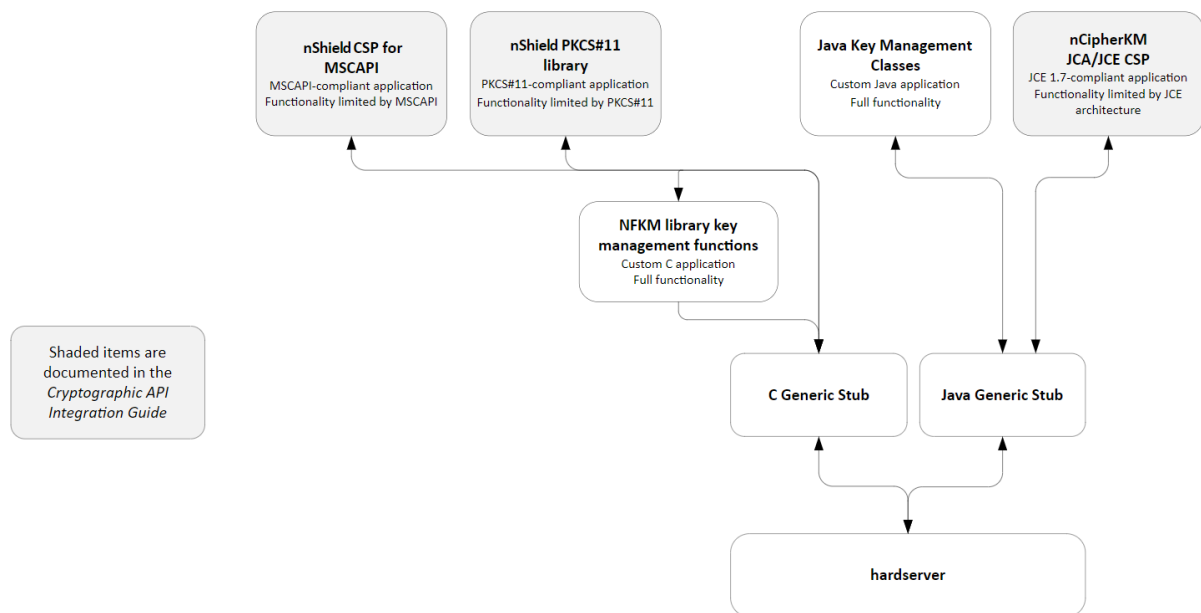 nShield CSP for
MSCAPI
MSCAPI-compliant application
Functionality limited by MSCAPI
nShield PKCS#11
library
PKCS#11-compliant application
Functionality limited by PKCS#11
Java Key Management
Classes
Custom Java application
Full functionality
nCipherKM
JCA/JCE CSP
JCE 1.7-compliant application
Functionality limited by JCE
architecture
NFKM library key
management functions
Custom C application
Full functionality
Shaded items are
documented in the
Cryptographic API
Integration Guide
C Generic Stub
Java Generic Stub
hardserver